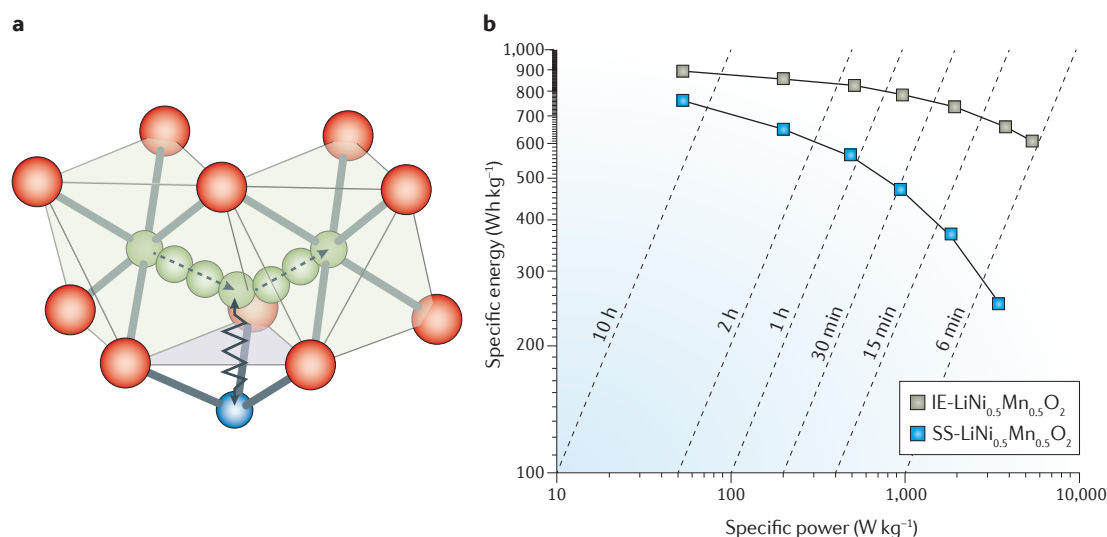 a
b
1,000
900
800
700
600
500
400
300
200
100
Specific energy (Wh kg⁻¹)
10 h
2 h
1 h
30 min
15 min
6 min
IE-LiNi₀.₅Mn₀.₅O₂
SS-LiNi₀.₅Mn₀.₅O₂
10
100
1,000
10,000
Specific power (W kg⁻¹)